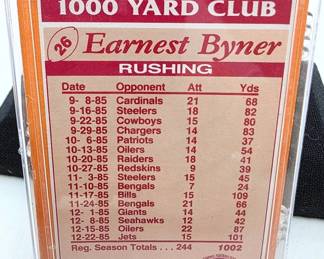 1000 YARD CLUB
26 Earnest Byner
RUSHING
Date Opponent Att Yds
9- 8-85 Cardinals 21 68
9-16-85 Steelers 18 82
9-22-85 Cowboys 15 80
9-29-85 Chargers 14 83
10- 6-85 Patriots 14 37
10-13-85 Oilers 14 54
10-20-85 Raiders 18 41
10-27-85 Redskins 9 39
11- 3-85 Steelers 14 45
11-10-85 Bengals 7 24
11-17-85 Bills 15 109
11-24-85 Bengals 21 66
12- 1-85 Giants 14 44
12- 8-85 Seahawks 12 42
12-15-85 Oilers 22 87
12-22-85 Jets 15 101
Reg. Season Totals . . . 244 1002